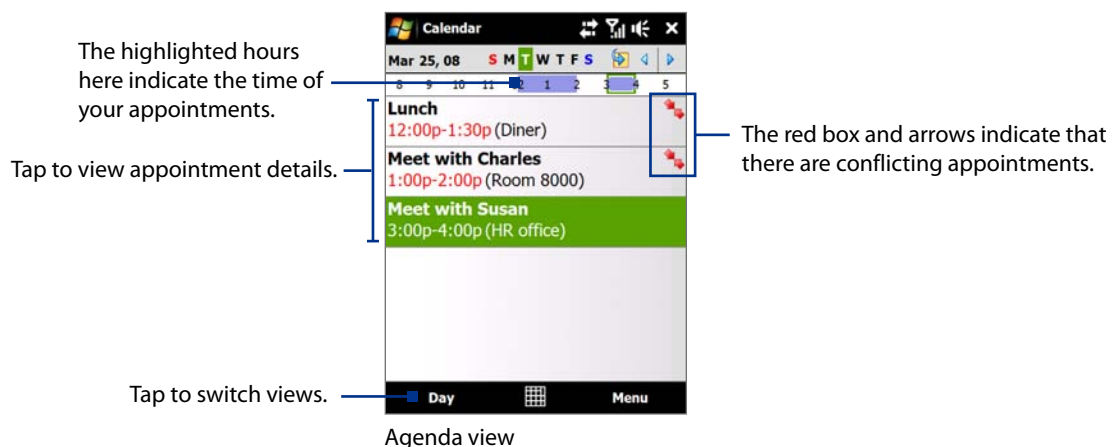 Calendar
Mar 25, 08 S M T W T F S
8 9 10 11 12 1 2 3 4 5
Lunch
12:00p-1:30p (Diner)
Meet with Charles
1:00p-2:00p (Room 8000)
Meet with Susan
3:00p-4:00p (HR office)
Day Menu
The highlighted hours
here indicate the time of
your appointments.
Tap to view appointment details.
Tap to switch views.
The red box and arrows indicate that
there are conflicting appointments.
Agenda view